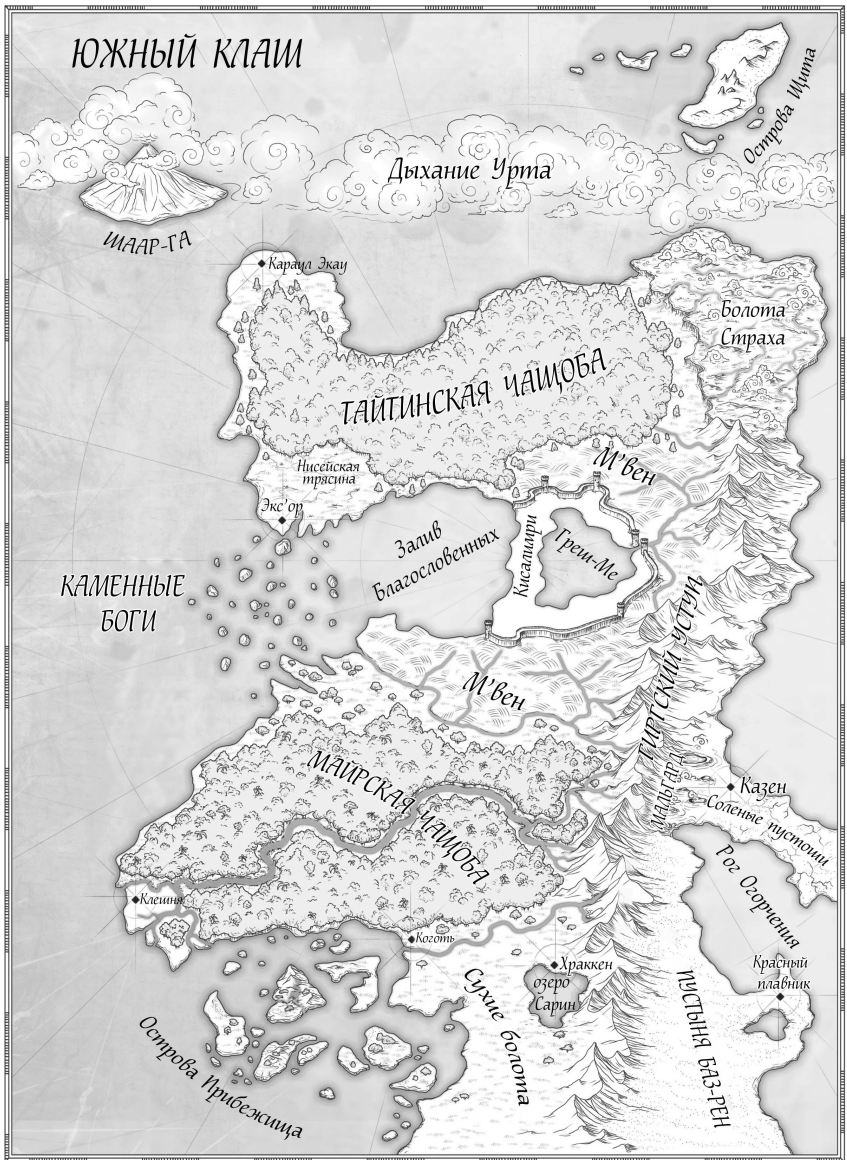 ЮЖНЫЙ КЛАШ
Острова Щита
Дыхание Урта
ШААР-ГА
Караул Экау
Болота
Страха
ТАЙТИНСКАЯ ЧАЩОБА
М'вен
Нисейская
трясина
Экс'ор
Залив
Благословенных
Кисалимри
Греш-Ме
КАМЕННЫЕ
БОГИ
ТИРГСКИЙ УСТУП
М'вен
МАЙРСКАЯ ЧАЩОБА
МАЛЬГАРД
Казен
Соленые пустоши
Рог Огорчения
Клешня
Коготь
Храккен
озеро
Сарин
Красный
плавник
Сухие болота
ПУСТЫНЯ БАЗ-РЕН
Острова Прибежища